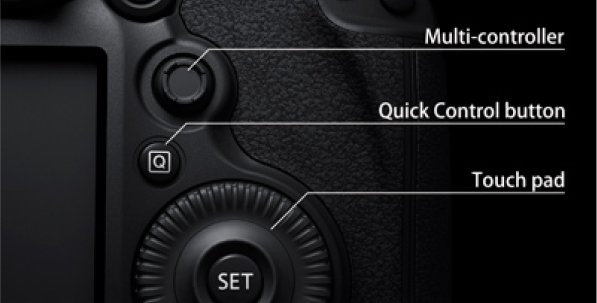 Multi-controller
Quick Control button
Q
Touch pad
SET